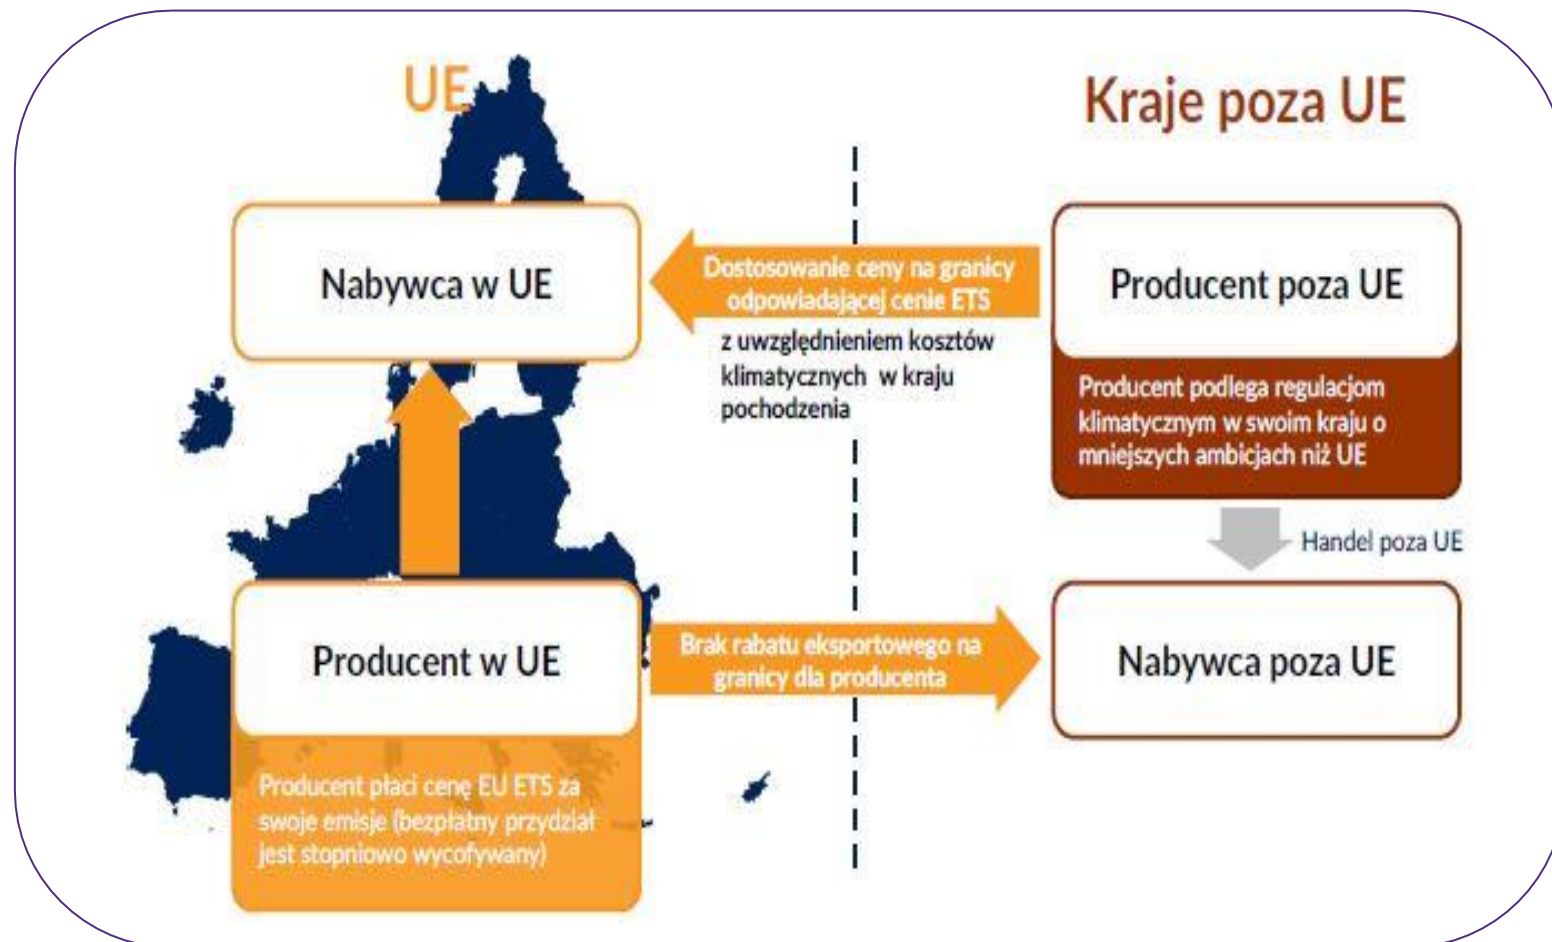 UE
Kraje poza UE
Nabywca w UE
Dostosowanie ceny na granicy
odpowiadającej cenie ETS
z uwzględnieniem kosztów
klimatycznych w kraju
pochodzenia
Producent poza UE
Producent podlega regulacjom
klimatycznym w swoim kraju o
mniejszych ambicjach niż UE
Handel poza UE
Producent w UE
Brak rabatu eksportowego na
granicy dla producenta
Nabywca poza UE
Producent płaci cenę EU ETS za
swoje emisje (bezpłatny przydział
jest stopniowo wycofywany)